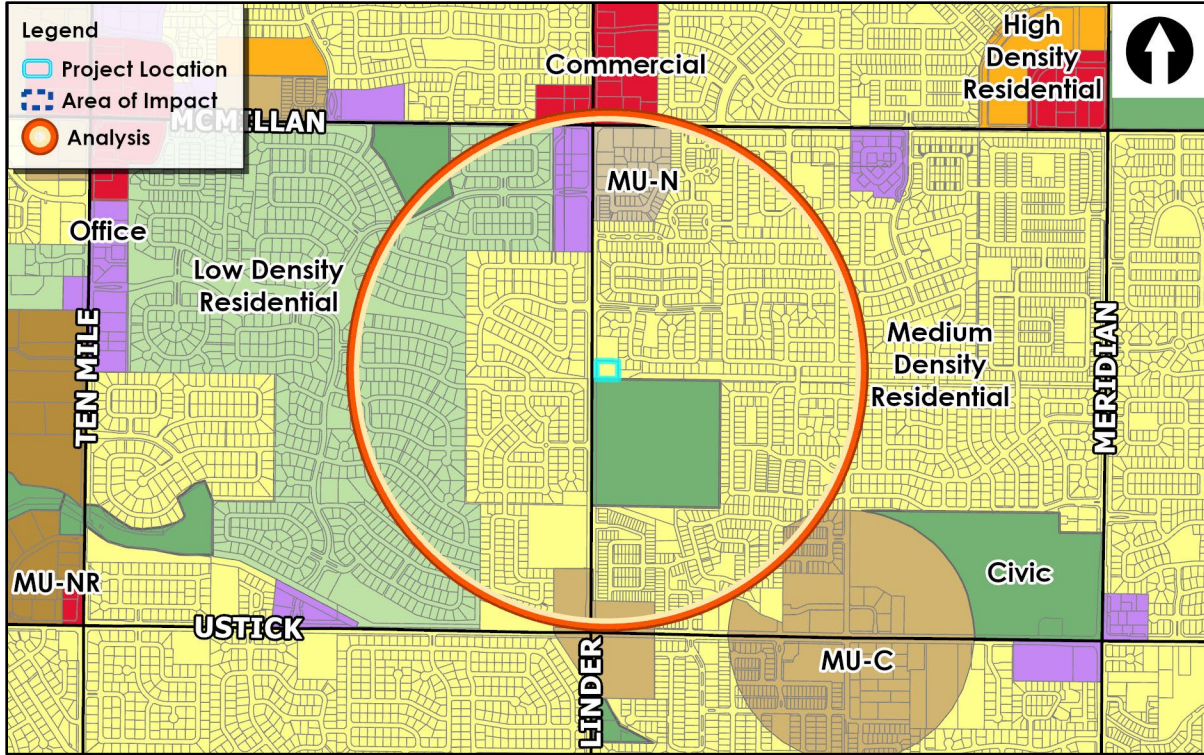 Legend
Project Location
Area of Impact
Analysis
MCMILLAN
Commercial
High
Density
Residential
MU-N
Office
Low Density
Residential
TEN MILE
Medium
Density
Residential
MERIDIAN
MU-NR
USTICK
LINDER
MU-C
Civic